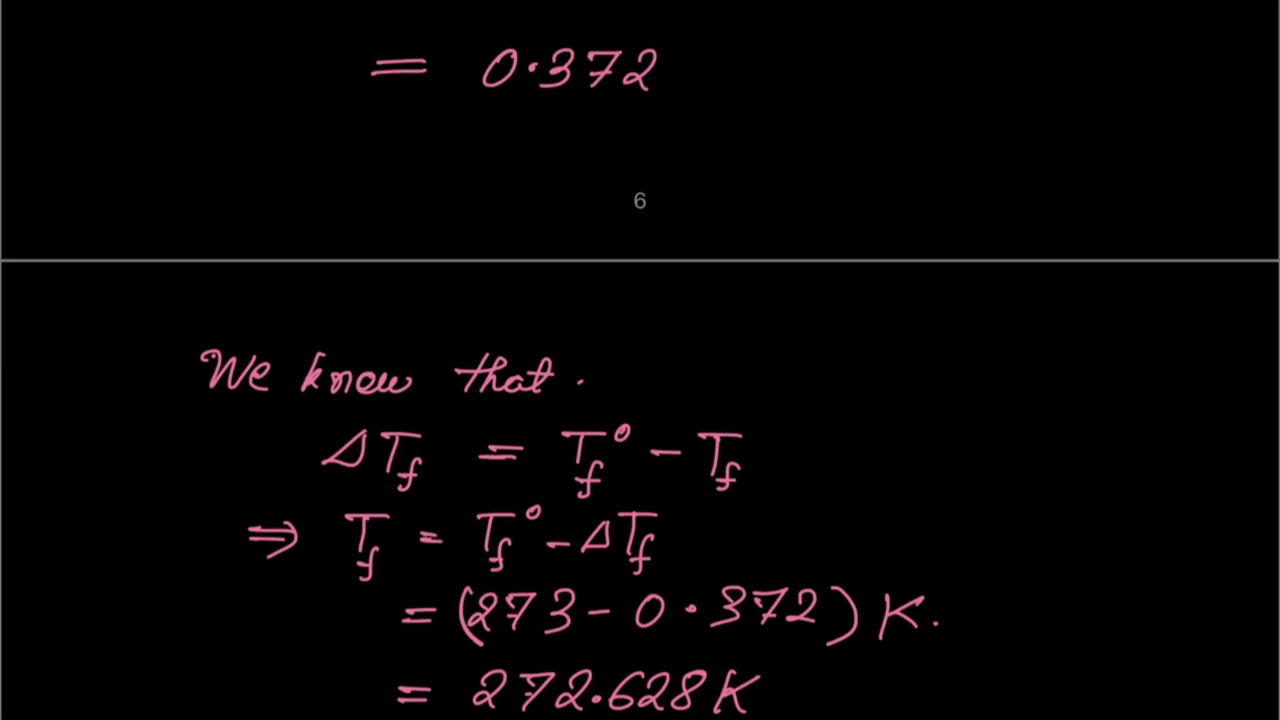 = 0.372
6
We know that.
ΔT_f = T_f° - T_f
⇒ T_f = T_f° - ΔT_f
= (273 - 0.372) K.
= 272.628 K